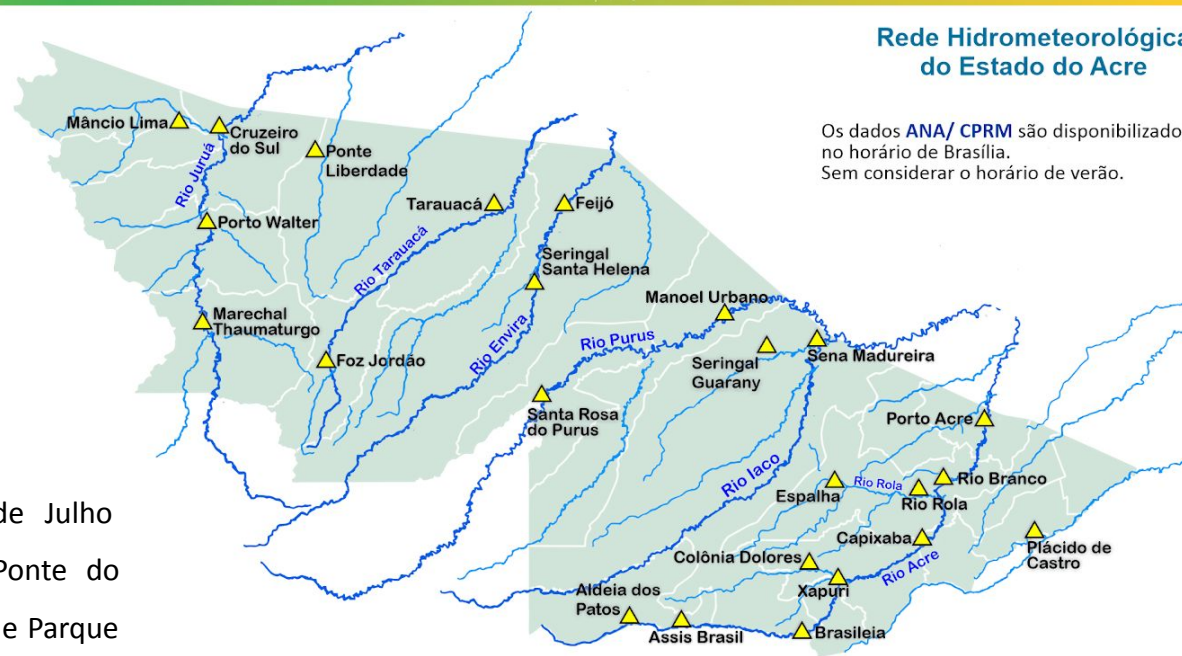 Rede Hidrometeorológica
do Estado do Acre
Os dados ANA/ CPRM são disponibilizado
no horário de Brasília.
Sem considerar o horário de verão.
Mâncio Lima
Cruzeiro
do Sul
Ponte
Liberdade
Rio Juruá
Porto Walter
Tarauacá
Feijó
Rio Tarauacá
Seringal
Santa Helena
Marechal
Thaumaturgo
Foz Jordão
Rio Envira
Manoel Urbano
Rio Purus
Seringal
Guarany
Sena Madureira
Santa Rosa
do Purus
Porto Acre
Rio Iaco
Espalha
Rio Rola
Rio Rola
Rio Branco
Capixaba
Plácido de
Castro
Colônia Dolores
Rio Acre
Xapuri
Aldeia dos
Patos
Assis Brasil
Brasileia
de Julho
Ponte do
e Parque